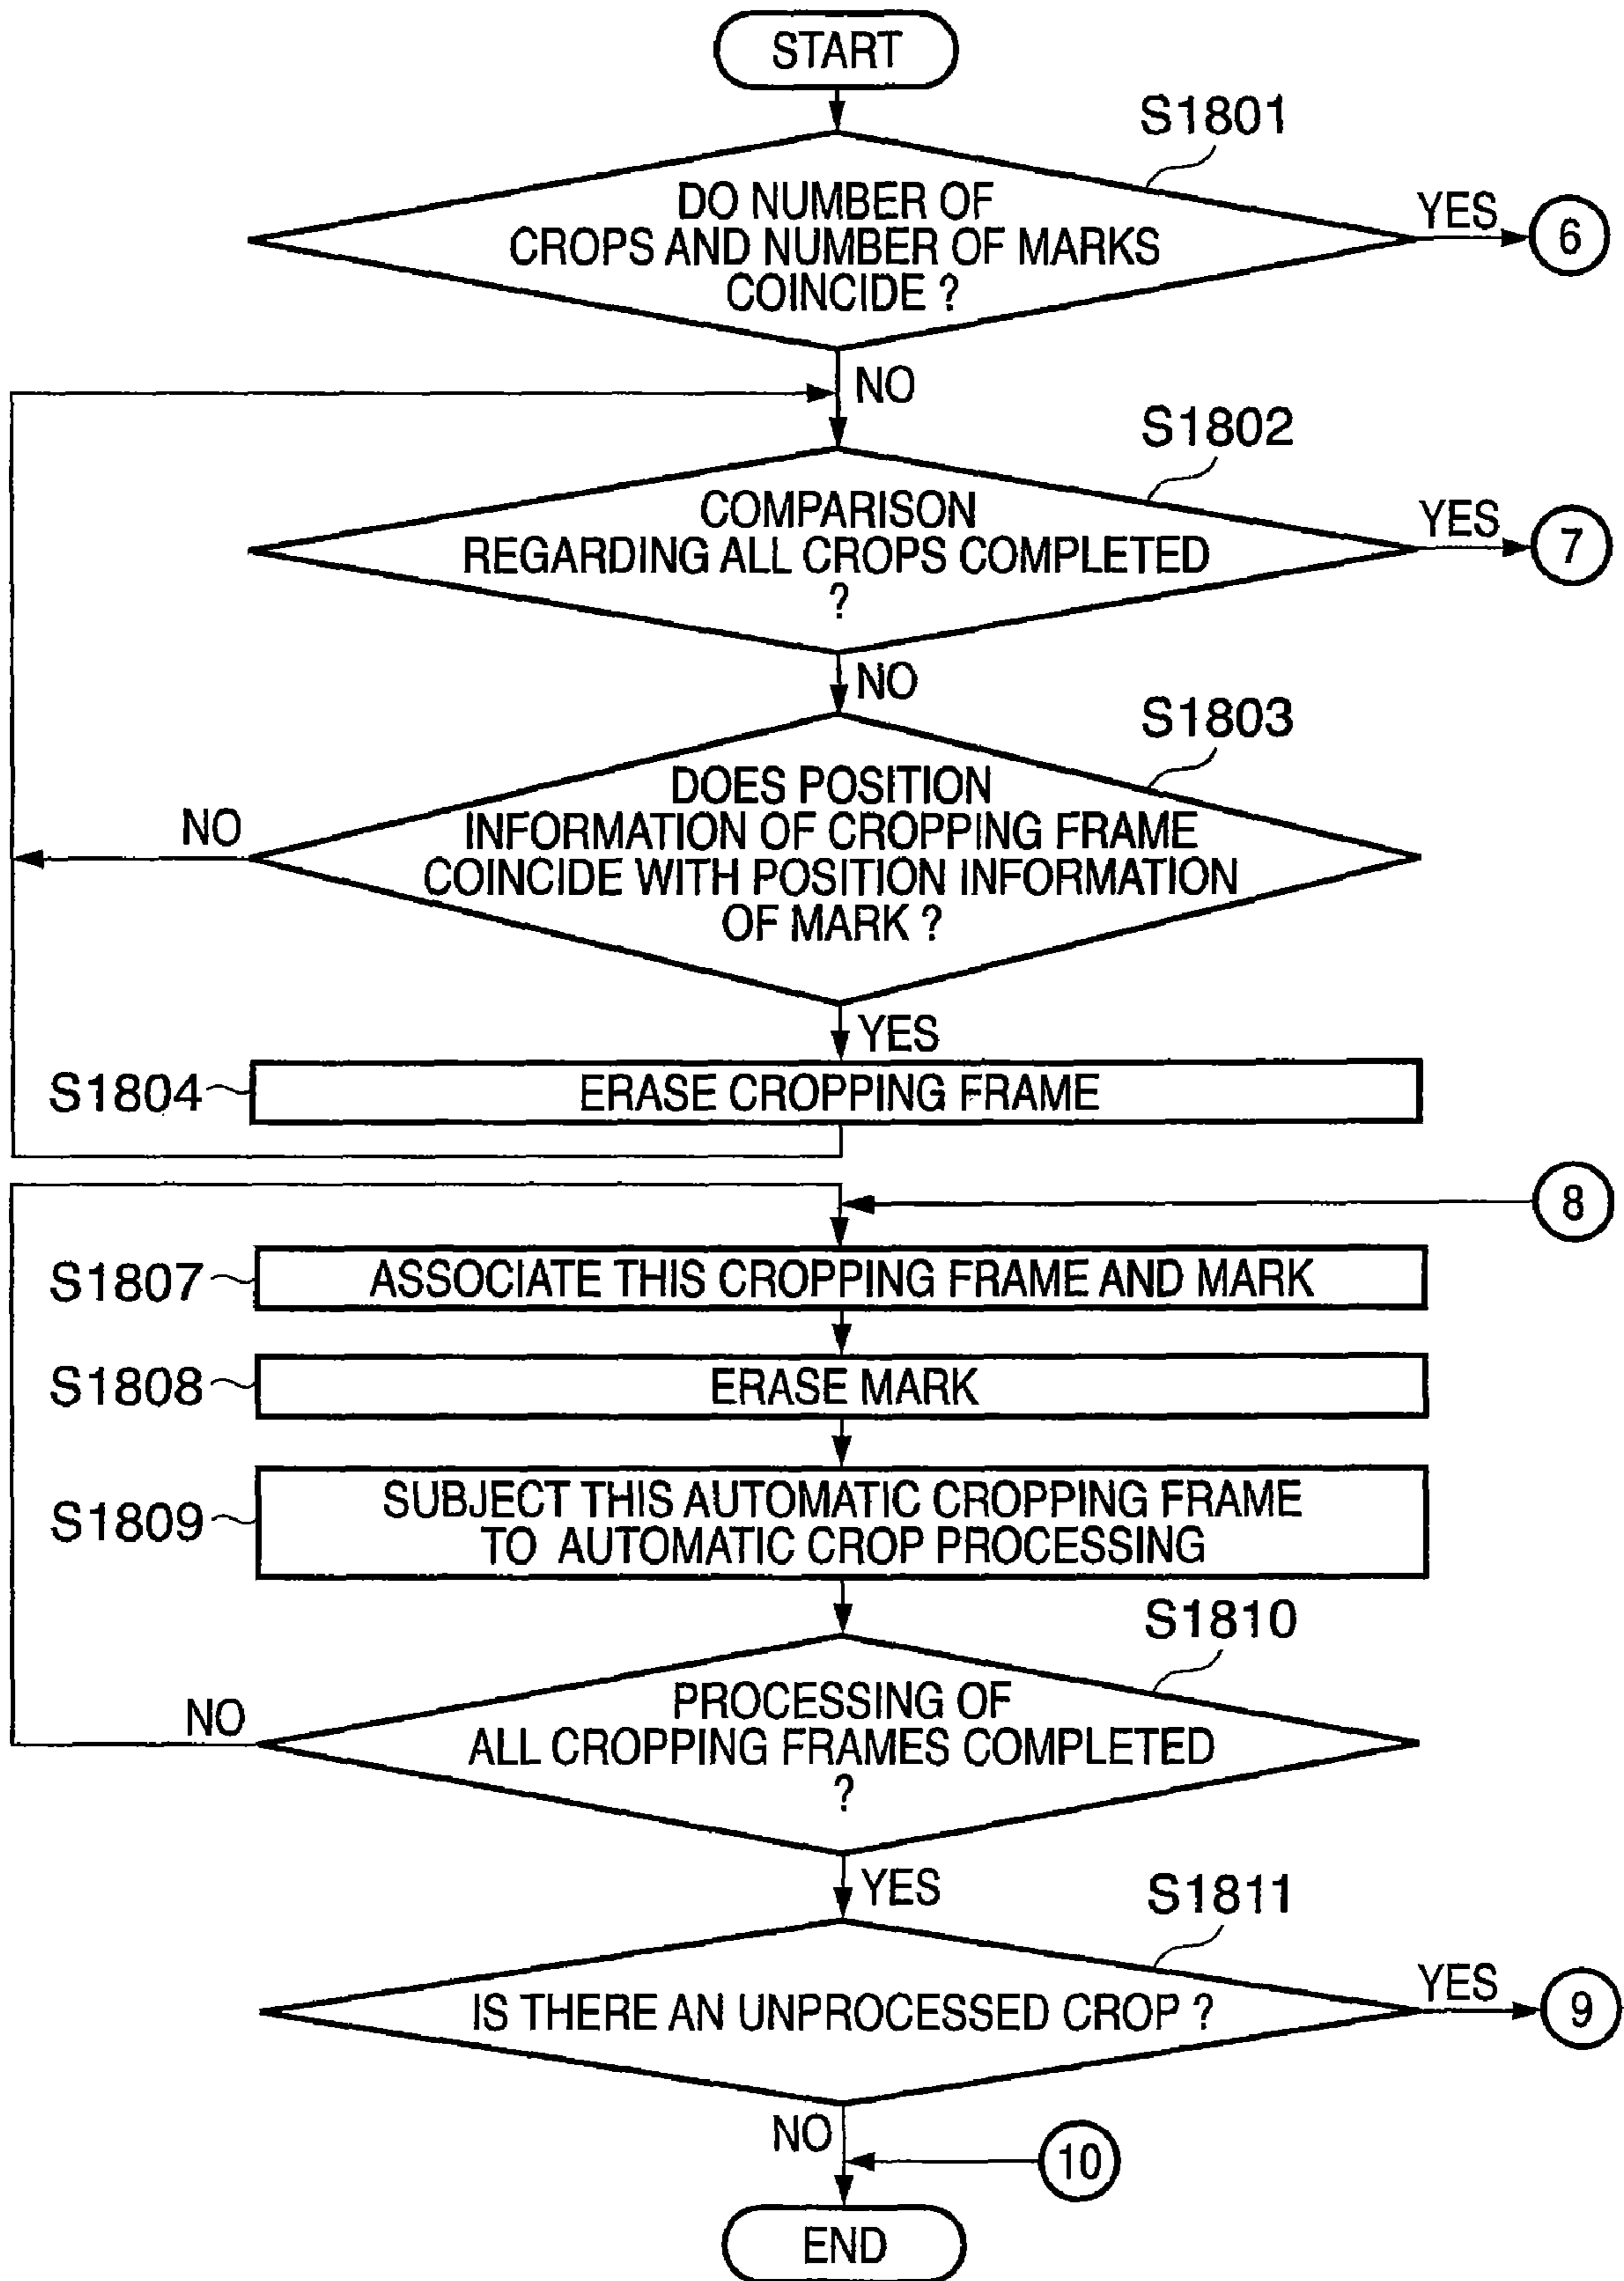 START
S1801
DO NUMBER OF
CROPS AND NUMBER OF MARKS
COINCIDE ?
YES
6
NO
S1802
COMPARISON
REGARDING ALL CROPS COMPLETED
?
YES
7
NO
S1803
DOES POSITION
INFORMATION OF CROPPING FRAME
COINCIDE WITH POSITION INFORMATION
OF MARK ?
NO
YES
S1804
ERASE CROPPING FRAME
8
S1807
ASSOCIATE THIS CROPPING FRAME AND MARK
S1808
ERASE MARK
S1809
SUBJECT THIS AUTOMATIC CROPPING FRAME
TO AUTOMATIC CROP PROCESSING
S1810
PROCESSING OF
ALL CROPPING FRAMES COMPLETED
?
NO
YES
S1811
IS THERE AN UNPROCESSED CROP ?
YES
9
NO
10
END